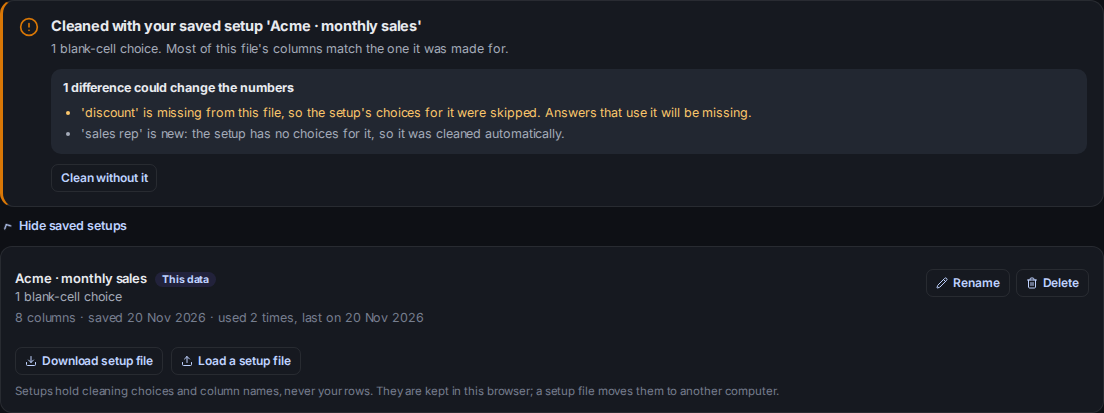 Cleaned with your saved setup 'Acme · monthly sales'
1 blank-cell choice. Most of this file's columns match the one it was made for.
1 difference could change the numbers
• 'discount' is missing from this file, so the setup's choices for it were skipped. Answers that use it will be missing.
• 'sales rep' is new: the setup has no choices for it, so it was cleaned automatically.
Clean without it
Hide saved setups
Acme · monthly sales This data Rename Delete
1 blank-cell choice
8 columns · saved 20 Nov 2026 · used 2 times, last on 20 Nov 2026
Download setup file Load a setup file
Setups hold cleaning choices and column names, never your rows. They are kept in this browser; a setup file moves them to another computer.